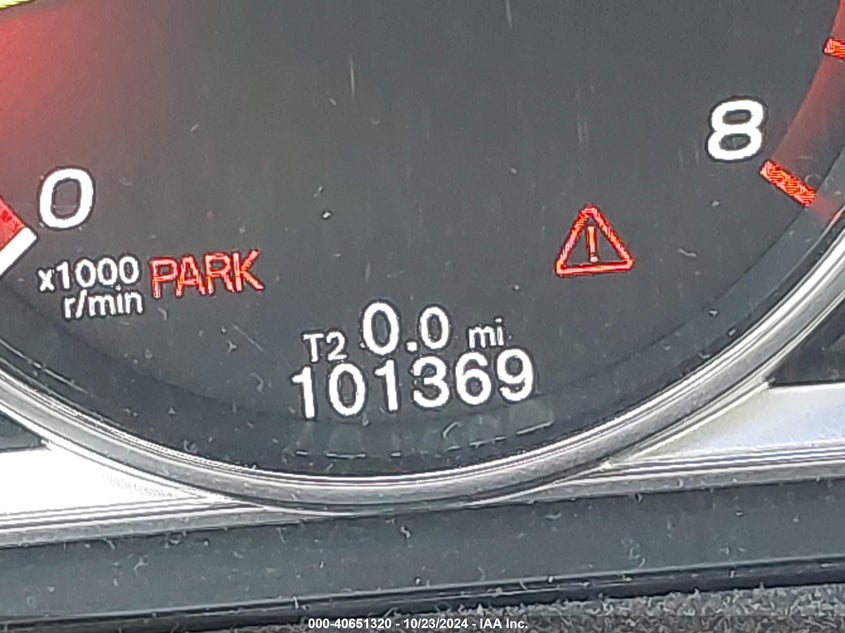 0
8
x1000
r/min
PARK
!
T2 0.0 mi
101369
000-40651320 - 10/23/2024 - IAA Inc.